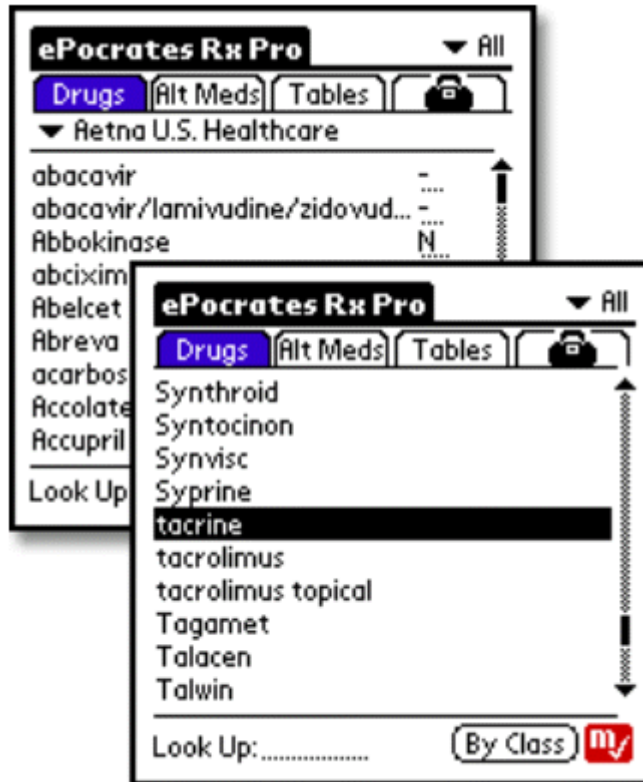 ePocrates Rx Pro All
Drugs Alt Meds Tables
Aetna U.S. Healthcare
abacavir -
abacavir/lamivudine/zidovud... -
Abbokinase N
abcixim
Abelcet
Abreva
acarbos
Accolate
Accupril
Look Up
ePocrates Rx Pro All
Drugs Alt Meds Tables
Synthroid
Syntocinon
Synvisc
Syprine
tacrine
tacrolimus
tacrolimus topical
Tagamet
Talacen
Talwin
Look Up: By Class